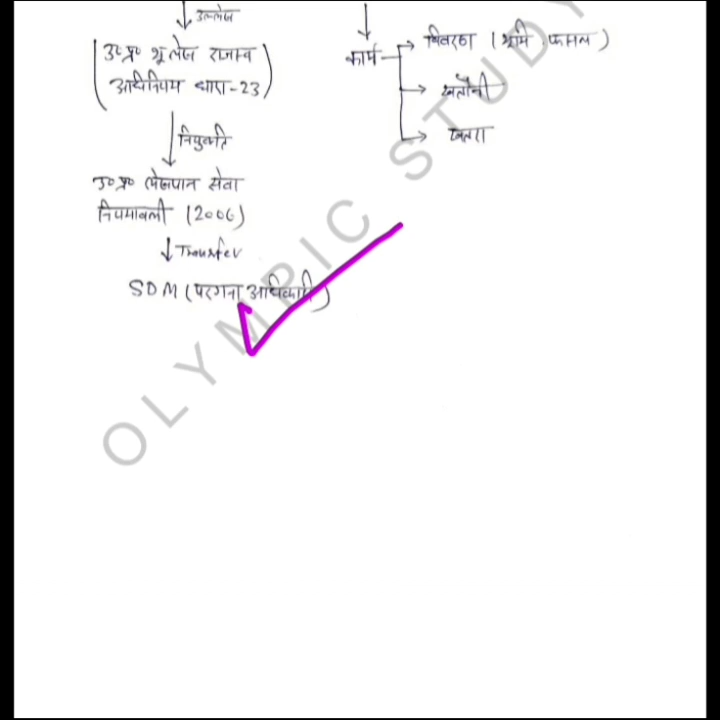 उल्लेख
(उ०प्र० भू लेख राजस्व
अधिनियम धारा-23)
नियुक्ति
उ०प्र० लेखपाल सेवा
नियमावली (2006)
Transfer
SDM (परगना अधिकारी)
कार्य
विवरण (भूमि, फसल)
खतौनी
खसरा
OLYMPIC STUDY